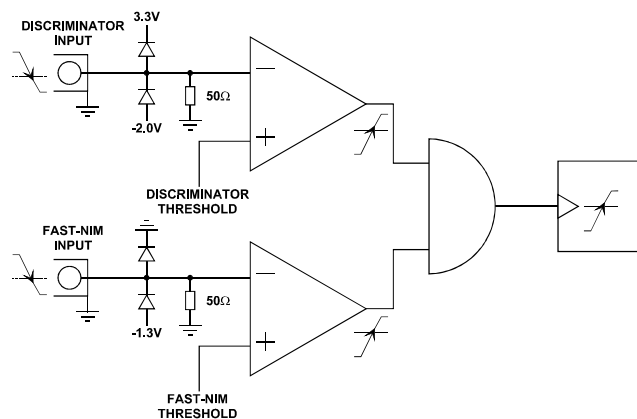 DISCRIMINATOR
INPUT
3.3V
50Ω
-2.0V
DISCRIMINATOR
THRESHOLD
FAST-NIM
INPUT
50Ω
-1.3V
FAST-NIM
THRESHOLD